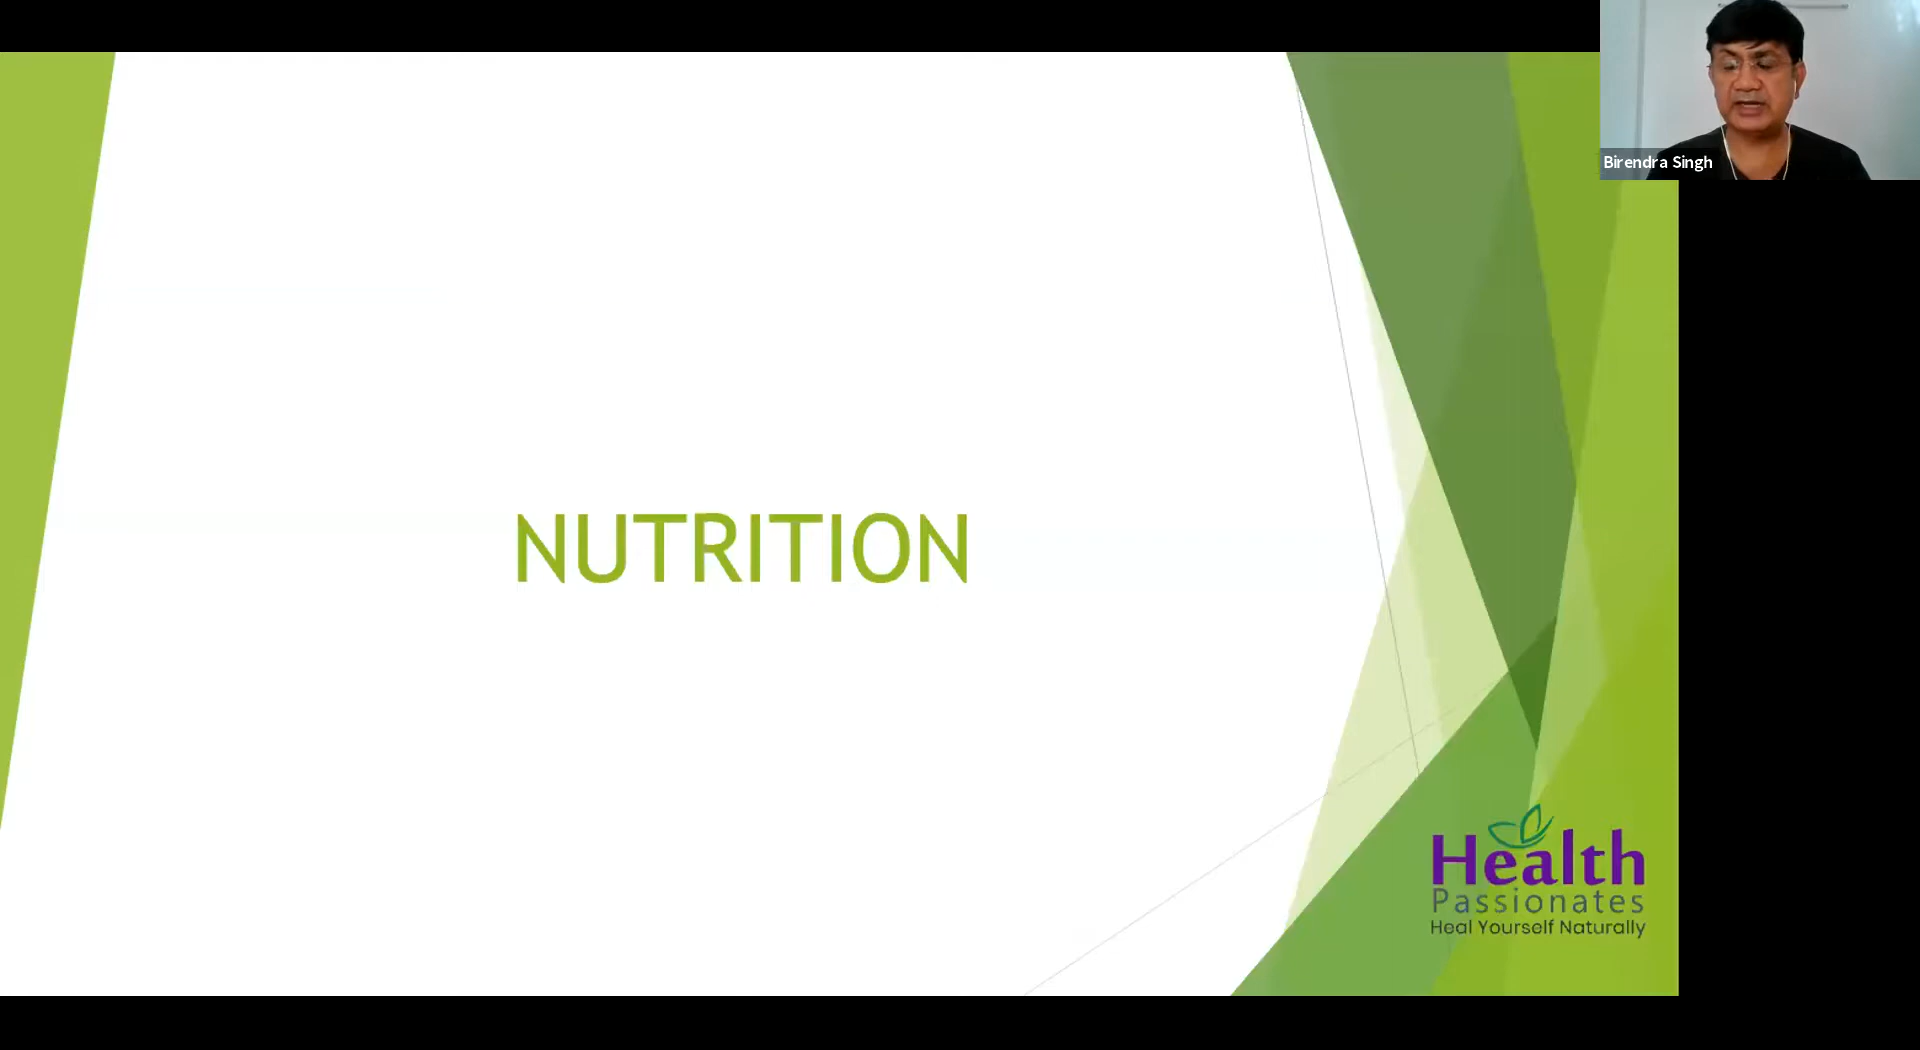 Birendra Singh
NUTRITION
Health
Passionates
Heal Yourself Naturally